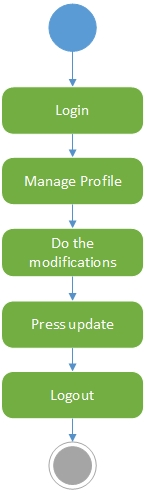 Login
Manage Profile
Do the
modifications
Press update
Logout